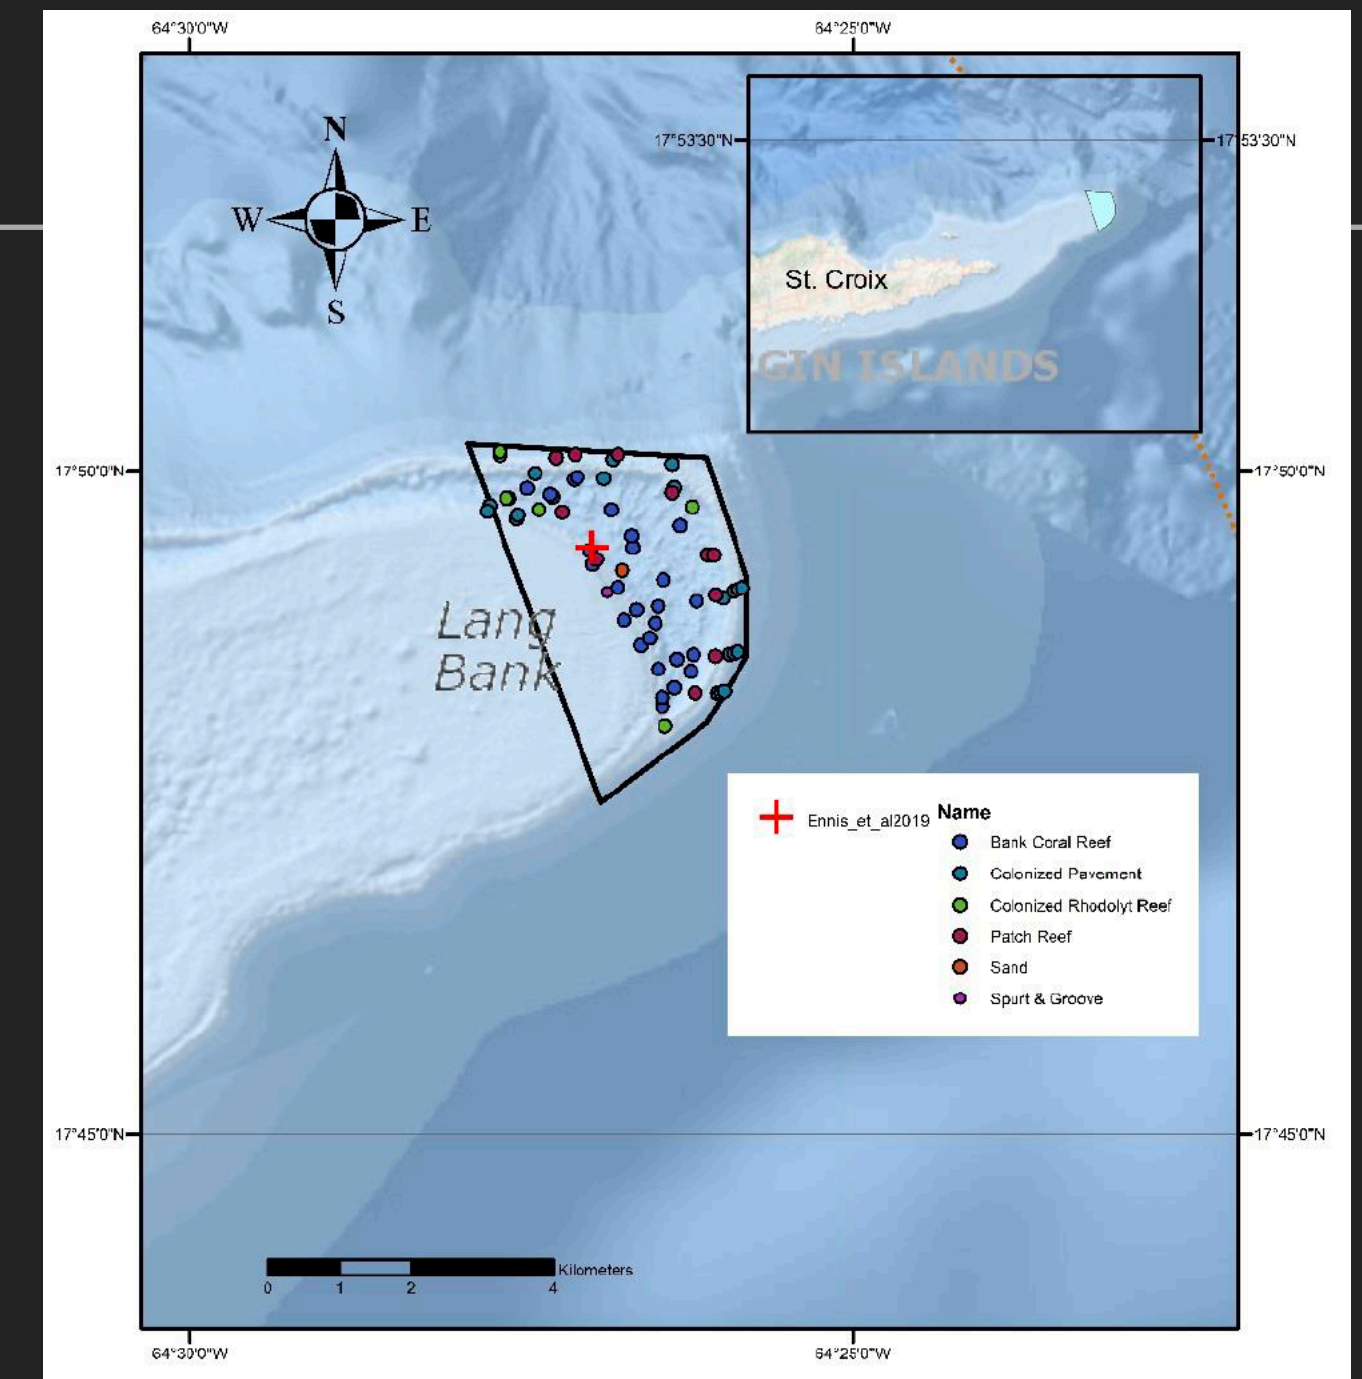 64°30'0"W
64°25'0"W
N
W
E
S
17°53'30"N
17°53'30"N
St. Croix
GIN ISLANDS
17°50'0"N
17°50'0"N
Lang
Bank
Ennis_et_al2019
Name
Bank Coral Reef
Colonized Pavement
Colonized Rhodolyt Reef
Patch Reef
Sand
Spurt & Groove
17°45'0"N
17°45'0"N
Kilometers
0 1 2 4
64°30'0"W
64°25'0"W